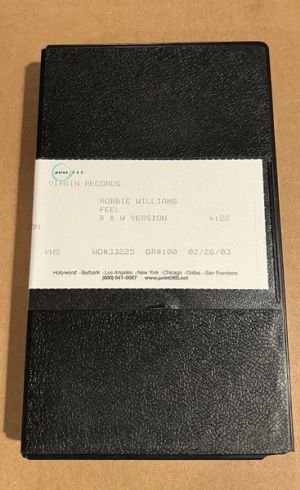 point 360
VIRGIN RECORDS
ROBBIE WILLIAMS
FEEL
B & W VERSION 4:22
ON
VHS WO#33225 GR#100 02/26/03
Hollywood Burbank Los Angeles New York Chicago Dallas San Francisco
(800) 941-0087 www.point360.net